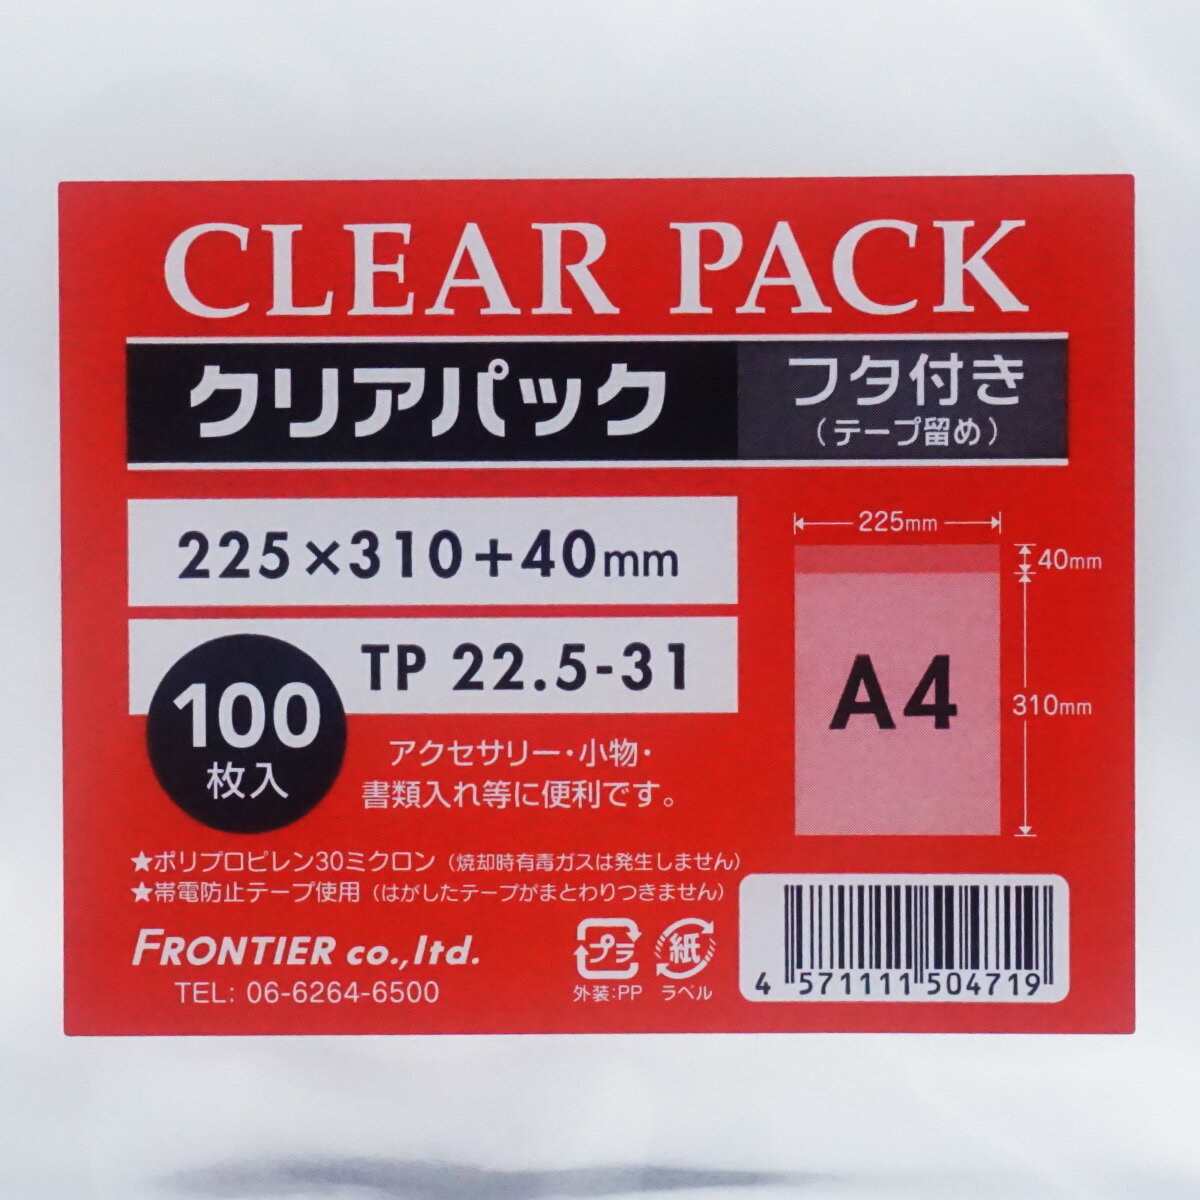 CLEAR PACK
クリアパック
フタ付き
(テープ留め)
225×310+40mm
TP 22.5-31
100
枚入
アクセサリー・小物・
書類入れ等に便利です。
225mm
40mm
A4
310mm
★ポリプロピレン30ミクロン(焼却時有毒ガスは発生しません)
★帯電防止テープ使用(はがしたテープがまとわりつきません)
FRONTIER co.,ltd.
TEL: 06-6264-6500
プラ
外装:PP
紙
ラベル
4 571111 504719